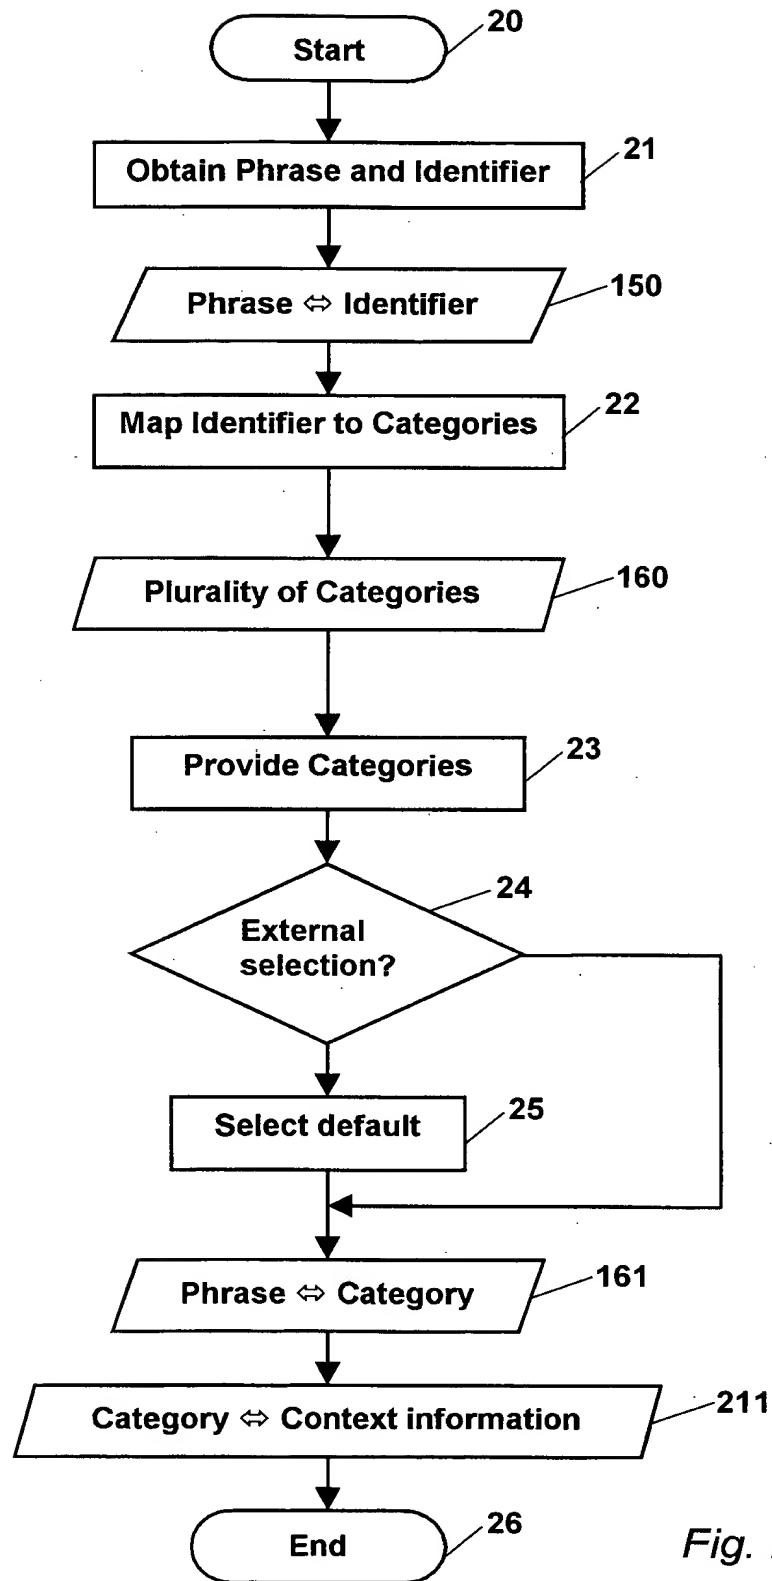 Start
20
Obtain Phrase and Identifier
21
Phrase ⇔ Identifier
150
Map Identifier to Categories
22
Plurality of Categories
160
Provide Categories
23
External
selection?
24
Select default
25
Phrase ⇔ Category
161
Category ⇔ Context information
211
End
26
Fig.